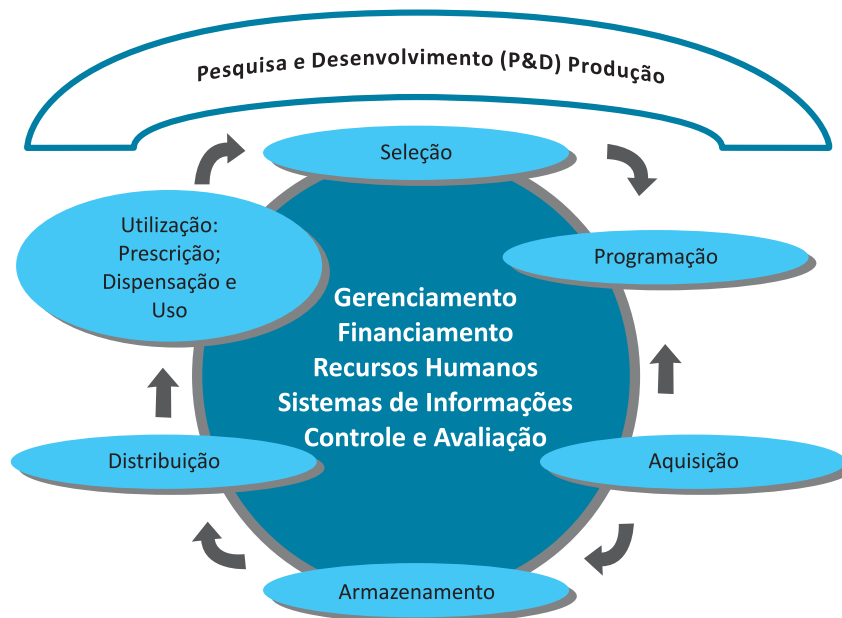 Pesquisa e Desenvolvimento (P&D) Produção
Seleção
Utilização:
Prescrição;
Dispensação e
Uso
Programação
Gerenciamento
Financiamento
Recursos Humanos
Sistemas de Informações
Controle e Avaliação
Distribuição
Aquisição
Armazenamento